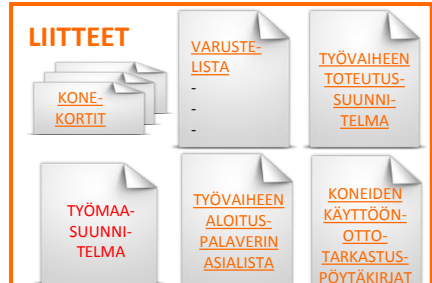 LIITTEET
KONE-
KORTIT
VARUSTE-
LISTA
-
-
-
TYÖVAIHEEN
TOTEUTUS-
SUUNNI-
TELMA
TYÖMAA-
SUUNNI-
TELMA
TYÖVAIHEEN
ALOITUS-
PALAVERIN
ASIALISTA
KONEIDEN
KÄYTTÖÖN-
OTTO-
TARKASTUS-
PÖYTÄKIRJAT